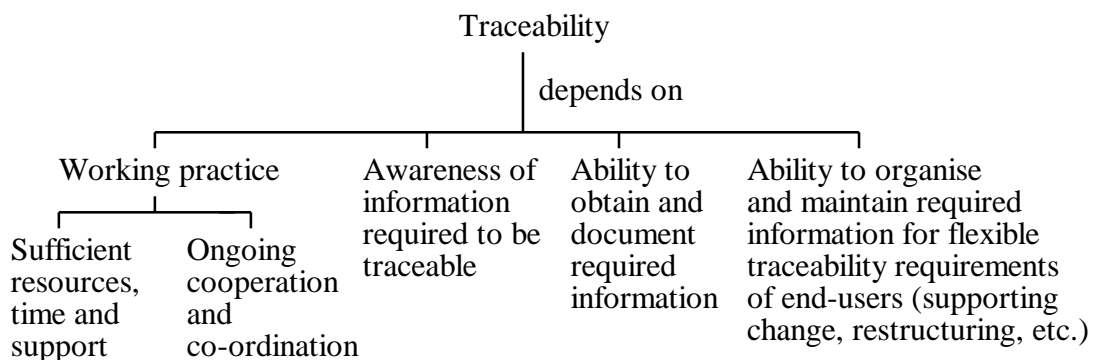 Traceability
depends on
Working practice
Sufficient
resources,
time and
support
Ongoing
cooperation
and
co-ordination
Awareness of
information
required to be
traceable
Ability to
obtain and
document
required
information
Ability to organise
and maintain required
information for flexible
traceability requirements
of end-users (supporting
change, restructuring, etc.)